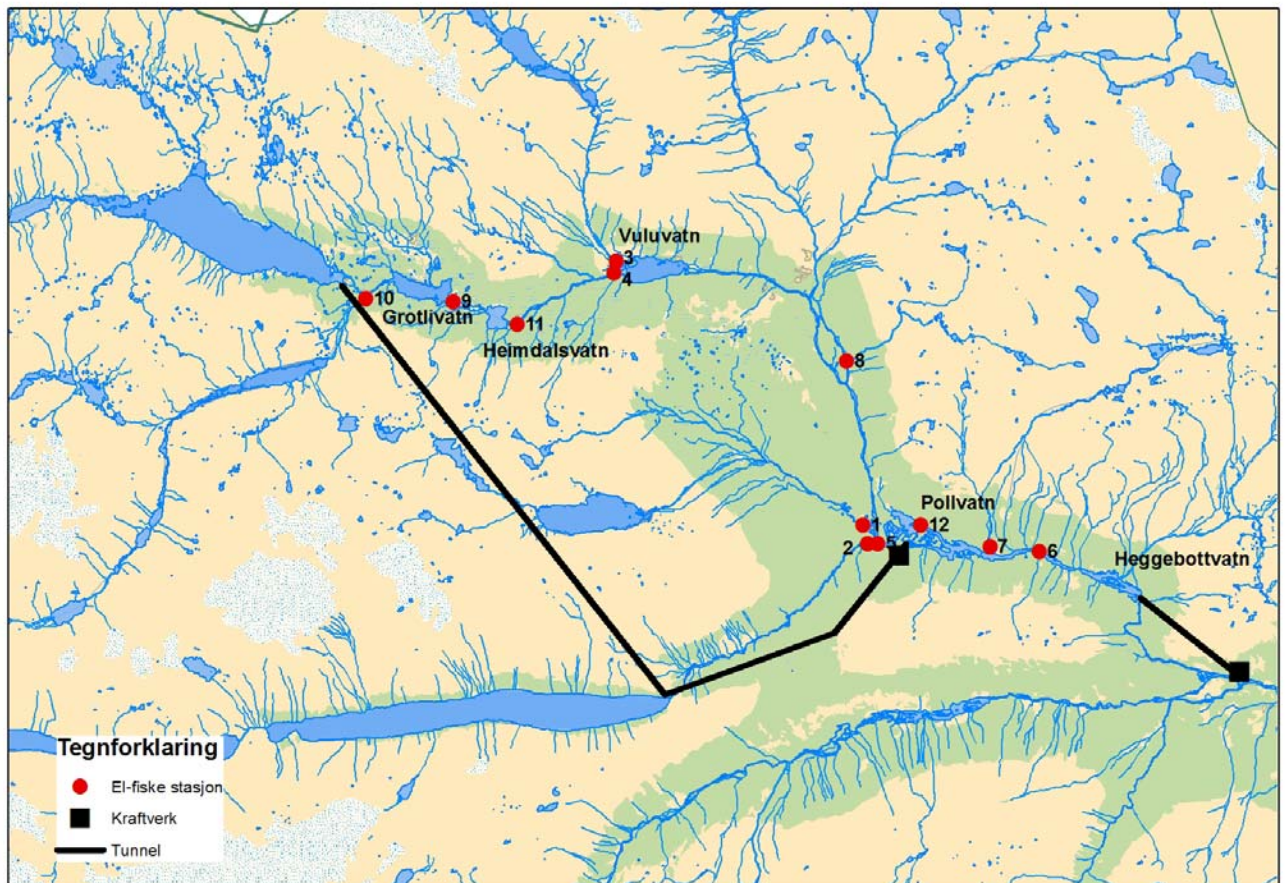 Vuluvatn
3
4
10
9
Grotlivatn
11
Heimdalsvatn
8
Pollvatn
1
12
2
5
7
6
Heggebottvatn
Tegnforklaring
El-fiske stasjon
Kraftverk
Tunnel